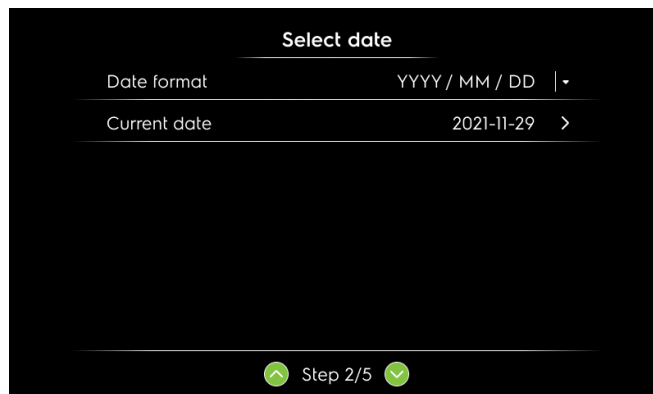 Select date
Date format YYYY / MM / DD
Current date 2021-11-29
Step 2/5